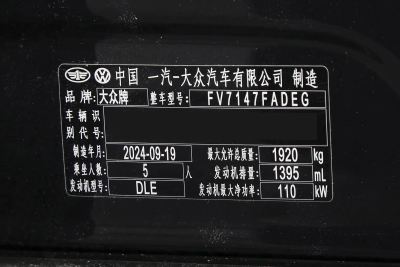 中国 一汽-大众汽车有限公司 制造
品牌: 大众牌 整车型号: FV7147FADEG
车辆识
别代号:
制造年月: 2024-09-19 最大允许总质量: 1920 kg
乘坐人数: 5 人 发动机排量: 1395 mL
发动机型号: DLE 发动机最大净功率: 110 kW